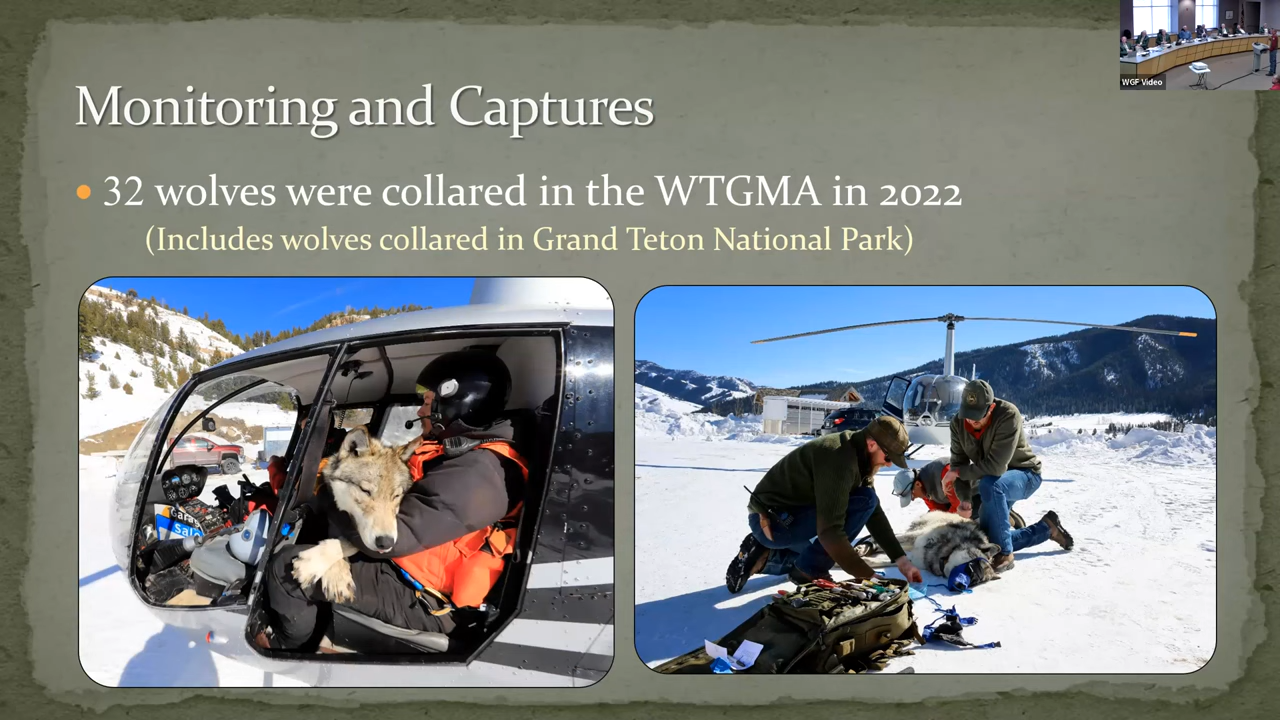 WGF Video
Monitoring and Captures
32 wolves were collared in the WTGMA in 2022
(Includes wolves collared in Grand Teton National Park)